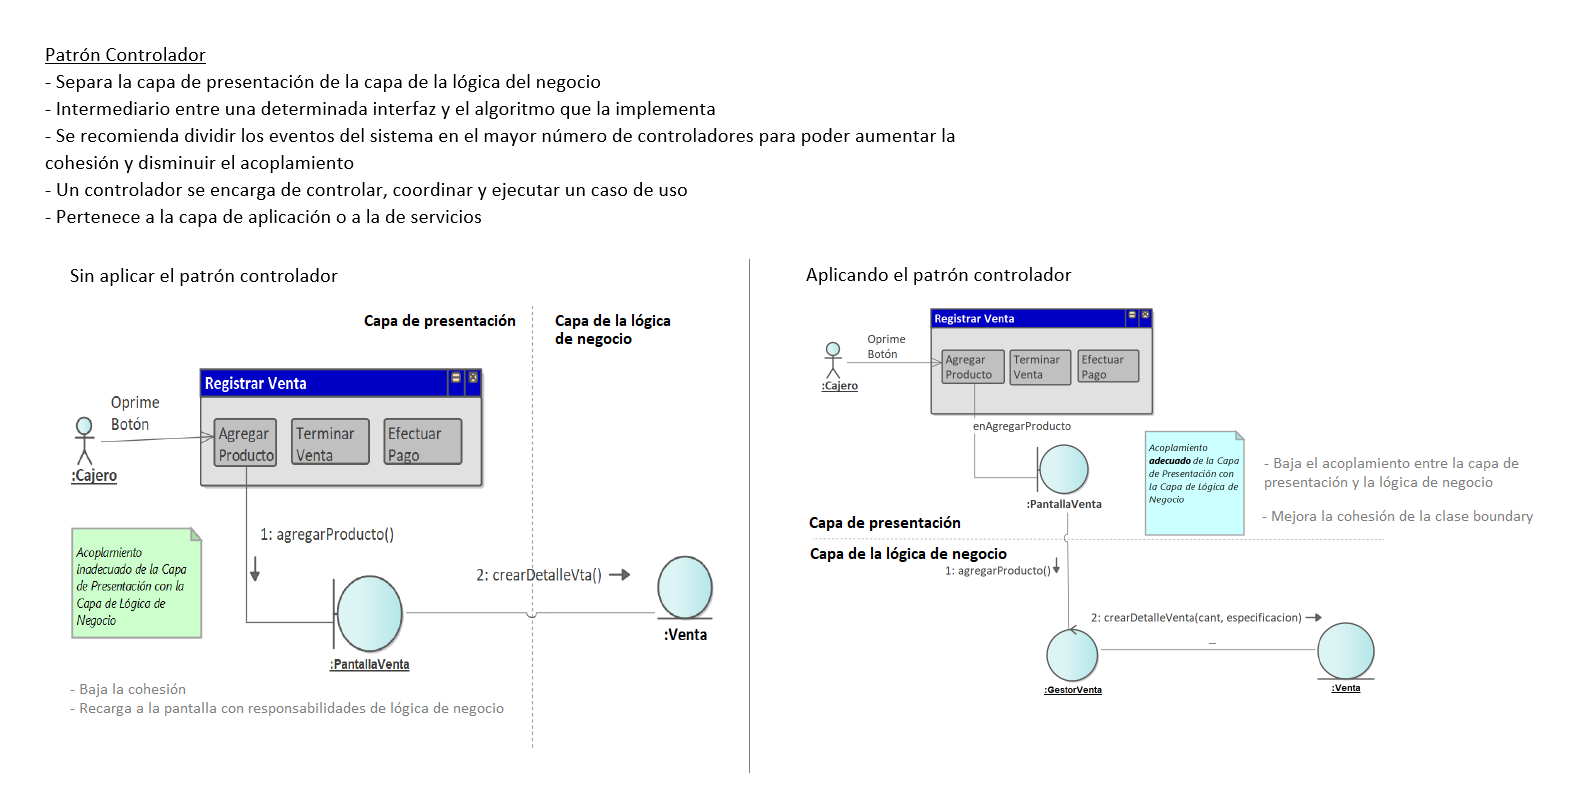 Patrón Controlador
- Separa la capa de presentación de la capa de la lógica del negocio
- Intermediario entre una determinada interfaz y el algoritmo que la implementa
- Se recomienda dividir los eventos del sistema en el mayor número de controladores para poder aumentar la
cohesión y disminuir el acoplamiento
- Un controlador se encarga de controlar, coordinar y ejecutar un caso de uso
- Pertenece a la capa de aplicación o a la de servicios
Sin aplicar el patrón controlador
Capa de presentación
Capa de la lógica
de negocio
Registrar Venta
Oprime
Botón
:Cajero
Agregar
Producto
Terminar
Venta
Efectuar
Pago
1: agregarProducto()
Acoplamiento
inadecuado de la Capa
de Presentación con la
Capa de Lógica de
Negocio
2: crearDetalleVta()
:PantallaVenta
:Venta
- Baja la cohesión
- Recarga a la pantalla con responsabilidades de lógica de negocio
Aplicando el patrón controlador
Registrar Venta
Oprime
Botón
:Cajero
Agregar
Producto
Terminar
Venta
Efectuar
Pago
enAgregarProducto
:PantallaVenta
Acoplamiento
adecuado de la Capa
de Presentación con
la Capa de Lógica de
Negocio
- Baja el acoplamiento entre la capa de
presentación y la lógica de negocio
- Mejora la cohesión de la clase boundary
Capa de presentación
Capa de la lógica de negocio
1: agregarProducto()
2: crearDetalleVenta(cant, especificacion)
:GestorVenta
:Venta